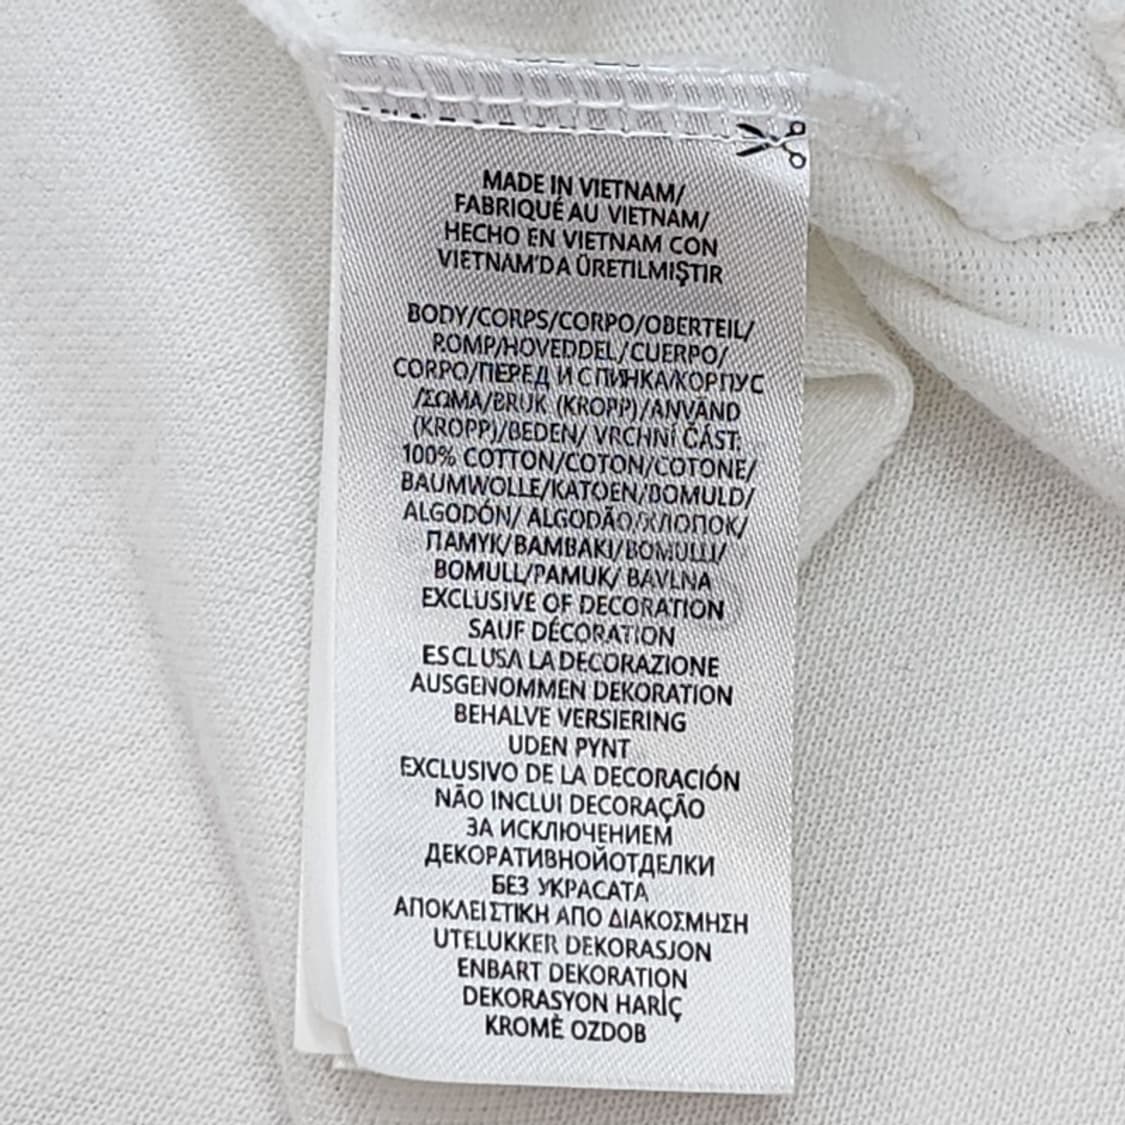 MADE IN VIETNAM/
FABRIQUÉ AU VIETNAM/
HECHO EN VIETNAM CON
VIETNAM'DA ÜRETILMIŞTIR
BODY/CORPS/CORPO/OBERTEIL/
ROMP/HOVEDDEL/CUERPO/
CORPO/ПЕРЕД И СПИНКА/КОРПУС
/ΣΩΜΑ/BRUK (KROPP)/ANVÄND
(KROPP)/BEDEN/ VRCHNÍ ČÁST:
100% COTTON/COTON/COTONE/
BAUMWOLLE/KATOEN/BOMULD/
ALGODÓN/ ALGODÃO/ХЛОПОК/
ПАМУК/BAMBAKI/BOMULL/
BOMULL/PAMUK/ BAVLNA
EXCLUSIVE OF DECORATION
SAUF DÉCORATION
ESCLUSA LA DECORAZIONE
AUSGENOMMEN DEKORATION
BEHALVE VERSIERING
UDEN PYNT
EXCLUSIVO DE LA DECORACIÓN
NÃO INCLUI DECORAÇÃO
ЗА ИСКЛЮЧЕНИЕМ
ДЕКОРАТИВНОЙОТДЕЛКИ
БЕЗ УКРАСАТА
ΑΠΟΚΛΕΙΣΤΙΚΗ ΑΠΟ ΔΙΑΚΟΣΜΗΣΗ
UTELUKKER DEKORASJON
ENBART DEKORATION
DEKORASYON HARİÇ
KROMĚ OZDOB